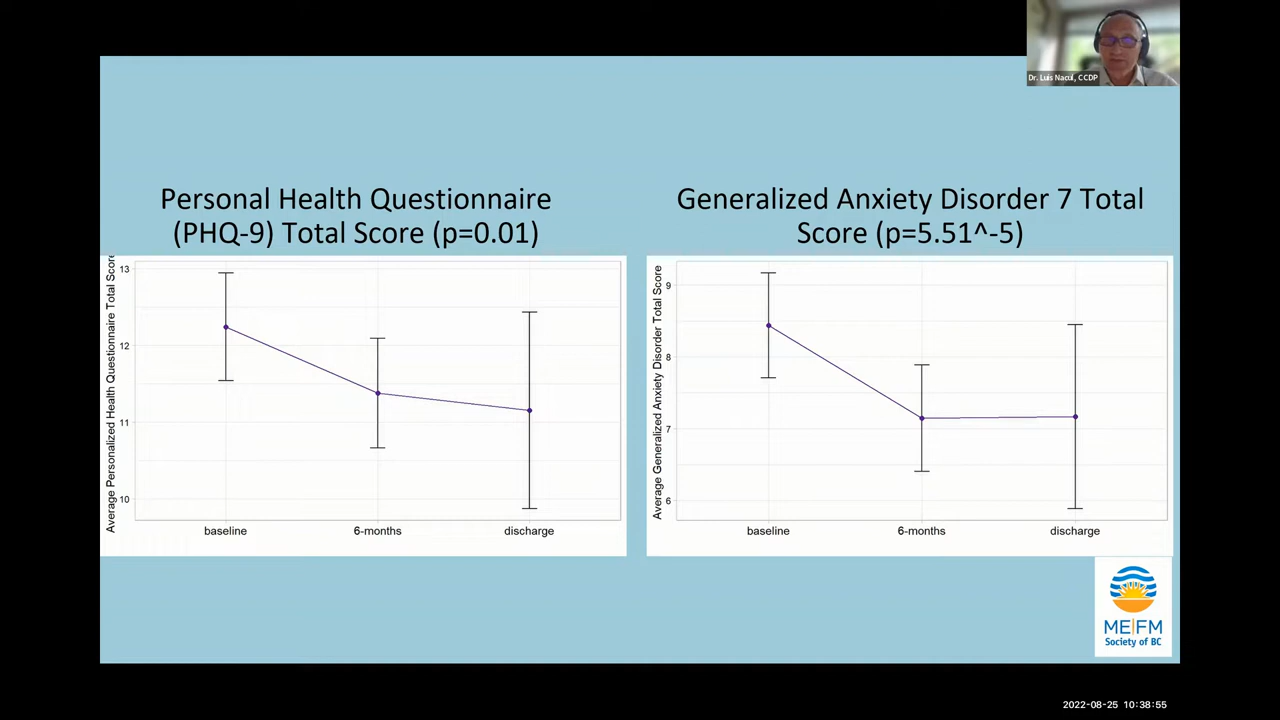 Dr. Luis Nacul, CCDP
Personal Health Questionnaire
(PHQ-9) Total Score (p=0.01)
Generalized Anxiety Disorder 7 Total
Score (p=5.51^-5)
Average Personalized Health Questionnaire Total Score
13
12
11
10
baseline
6-months
discharge
Average Generalized Anxiety Disorder Total Score
9
8
7
6
baseline
6-months
discharge
ME|FM
Society of BC
2022-08-25 10:38:55